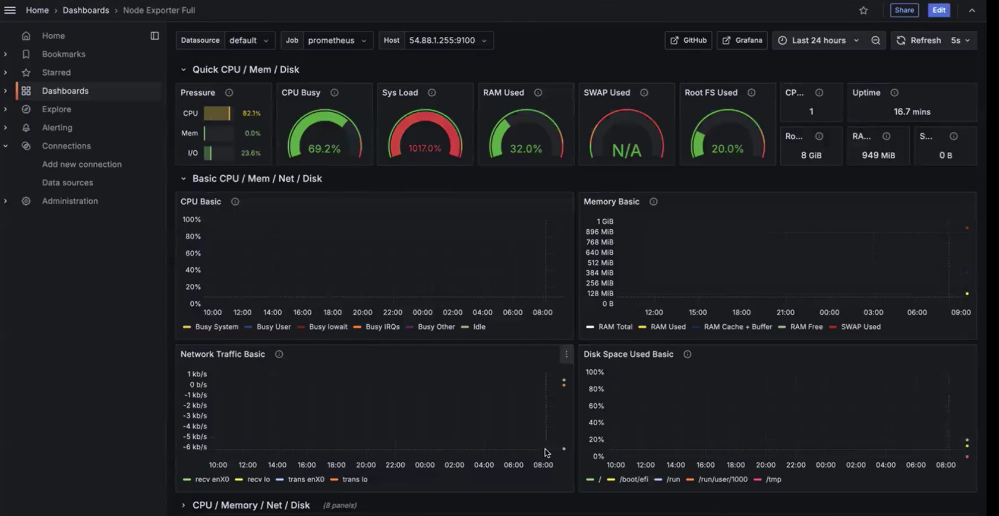 Home › Dashboards › Node Exporter Full
Share
Edit
Home
Bookmarks
Starred
Dashboards
Explore
Alerting
Connections
Add new connection
Data sources
Administration
Datasource default
Job prometheus
Host 54.88.1.255:9100
GitHub
Grafana
Last 24 hours
Refresh 5s
Quick CPU / Mem / Disk
Pressure
CPU 82.1%
Mem 0.0%
I/O 23.6%
CPU Busy
69.2%
Sys Load
1017.0%
RAM Used
32.0%
SWAP Used
N/A
Root FS Used
20.0%
CP...
1
Uptime
16.7 mins
Ro...
8 GiB
RA...
949 MiB
S...
0 B
Basic CPU / Mem / Net / Disk
CPU Basic
100%
80%
60%
40%
20%
0%
10:00 12:00 14:00 16:00 18:00 20:00 22:00 00:00 02:00 04:00 06:00 08:00
Busy System Busy User Busy Iowait Busy IRQs Busy Other Idle
Memory Basic
1 GiB
896 MiB
768 MiB
640 MiB
512 MiB
384 MiB
256 MiB
128 MiB
0 B
12:00 15:00 18:00 21:00 00:00 03:00 06:00 09:00
RAM Total RAM Used RAM Cache + Buffer RAM Free SWAP Used
Network Traffic Basic
1 kb/s
0 b/s
-1 kb/s
-2 kb/s
-3 kb/s
-4 kb/s
-5 kb/s
-6 kb/s
10:00 12:00 14:00 16:00 18:00 20:00 22:00 00:00 02:00 04:00 06:00 08:00
recv enX0 recv lo trans enX0 trans lo
Disk Space Used Basic
100%
80%
60%
40%
20%
0%
10:00 12:00 14:00 16:00 18:00 20:00 22:00 00:00 02:00 04:00 06:00 08:00
/ /boot/efi /run /run/user/1000 /tmp
CPU / Memory / Net / Disk (8 panels)